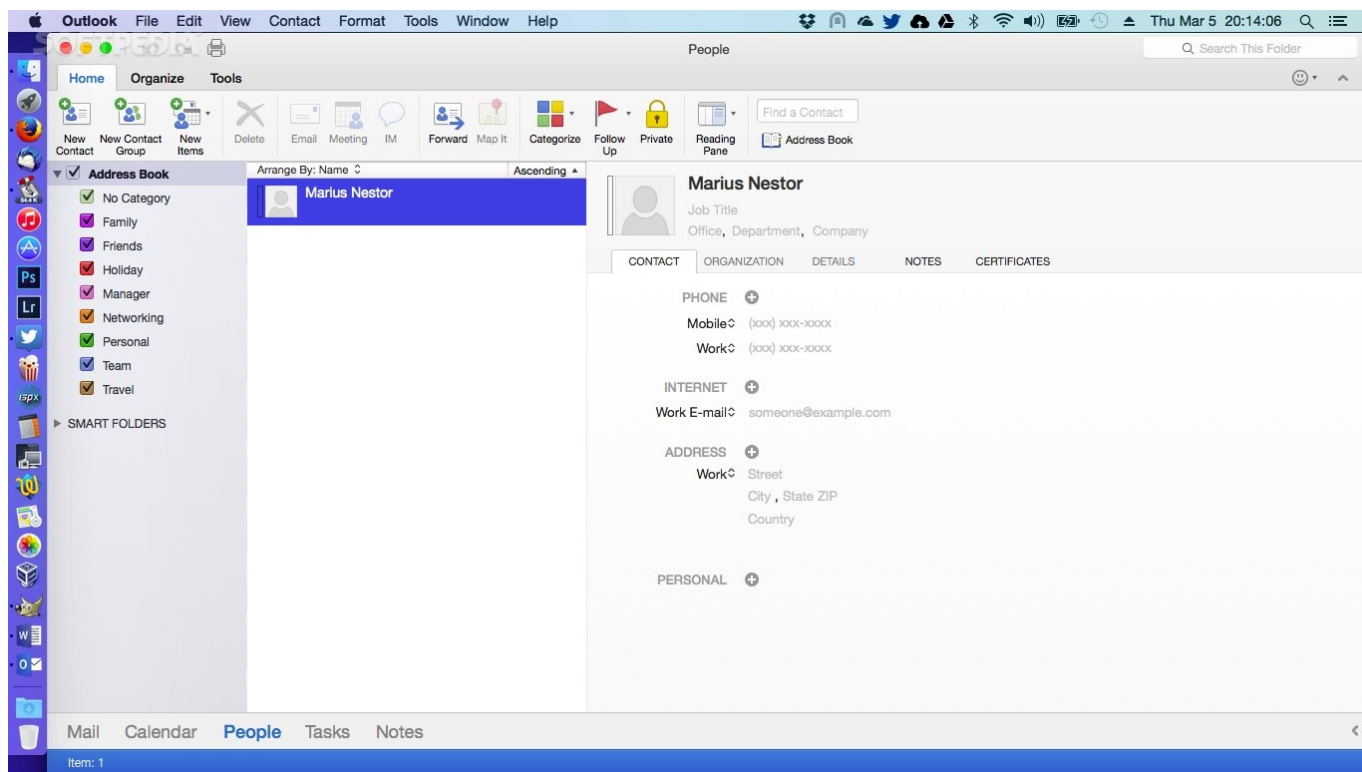 Outlook File Edit View Contact Format Tools Window Help Thu Mar 5 20:14:06
SOFTPEDIA
People
Search This Folder
Home Organize Tools
New Contact
New Contact Group
New Items
Delete
Email
Meeting
IM
Forward
Map It
Categorize
Follow Up
Private
Reading Pane
Find a Contact
Address Book
Address Book
No Category
Family
Friends
Holiday
Manager
Networking
Personal
Team
Travel
SMART FOLDERS
Arrange By: Name Ascending
Marius Nestor
Marius Nestor
Job Title
Office, Department, Company
CONTACT ORGANIZATION DETAILS NOTES CERTIFICATES
PHONE
Mobile (xxx) xxx-xxxx
Work (xxx) xxx-xxxx
INTERNET
Work E-mail someone@example.com
ADDRESS
Work Street
City , State ZIP
Country
PERSONAL
Ps
Lr
W
o
Mail Calendar People Tasks Notes
Item: 1